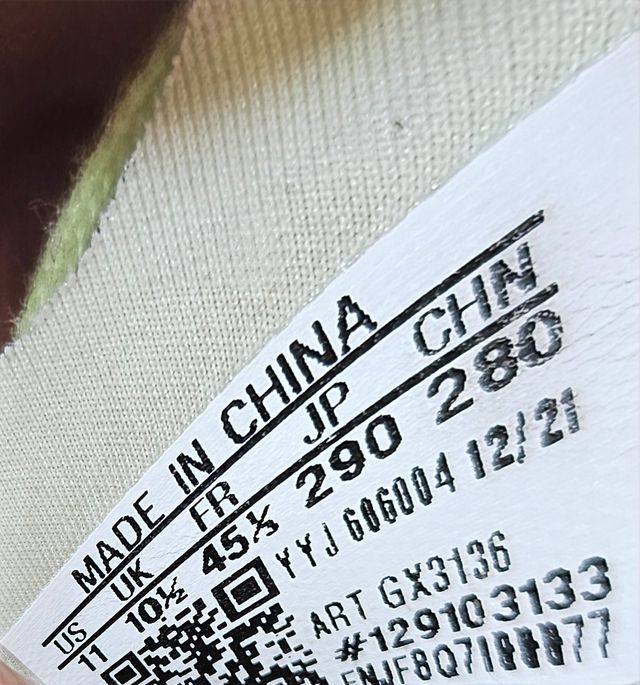 MADE IN CHINA
US UK FR JP CHN
11 10½ 45⅓ 290 280
YYJ 606004 12/21
ART GX3136
#129103133